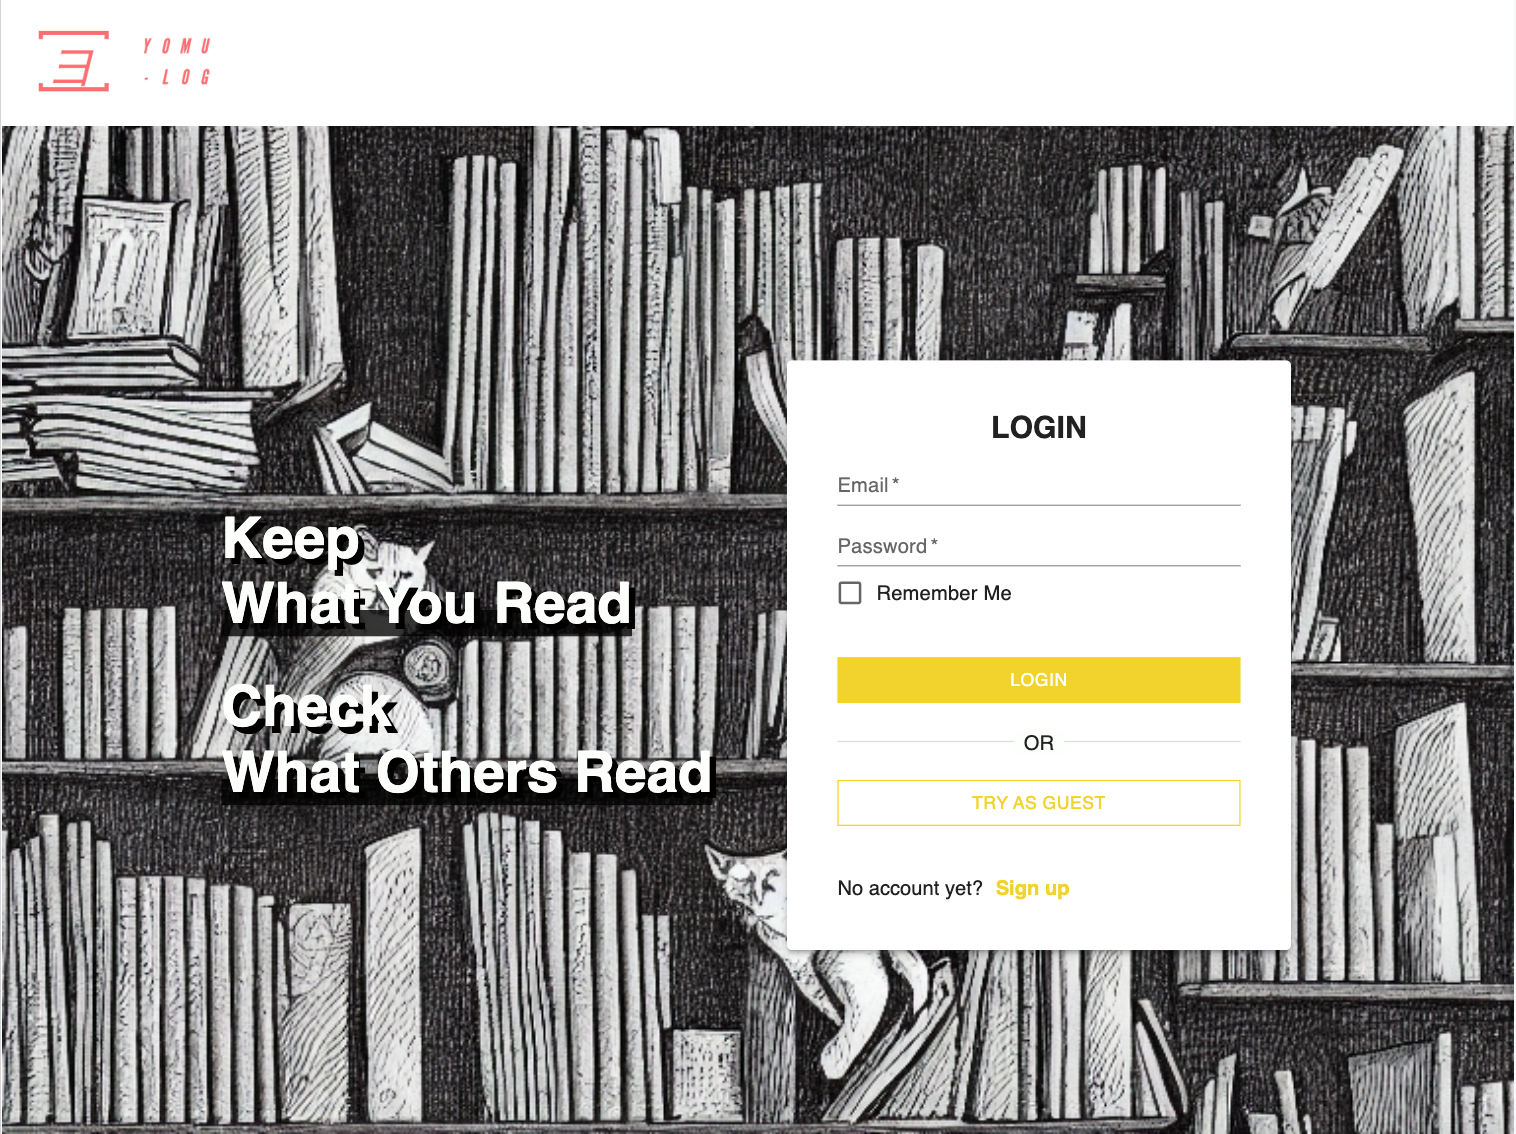 YOMU
-LOG
Keep
What You Read
Check
What Others Read
LOGIN
Email *
Password *
Remember Me
LOGIN
OR
TRY AS GUEST
No account yet? Sign up